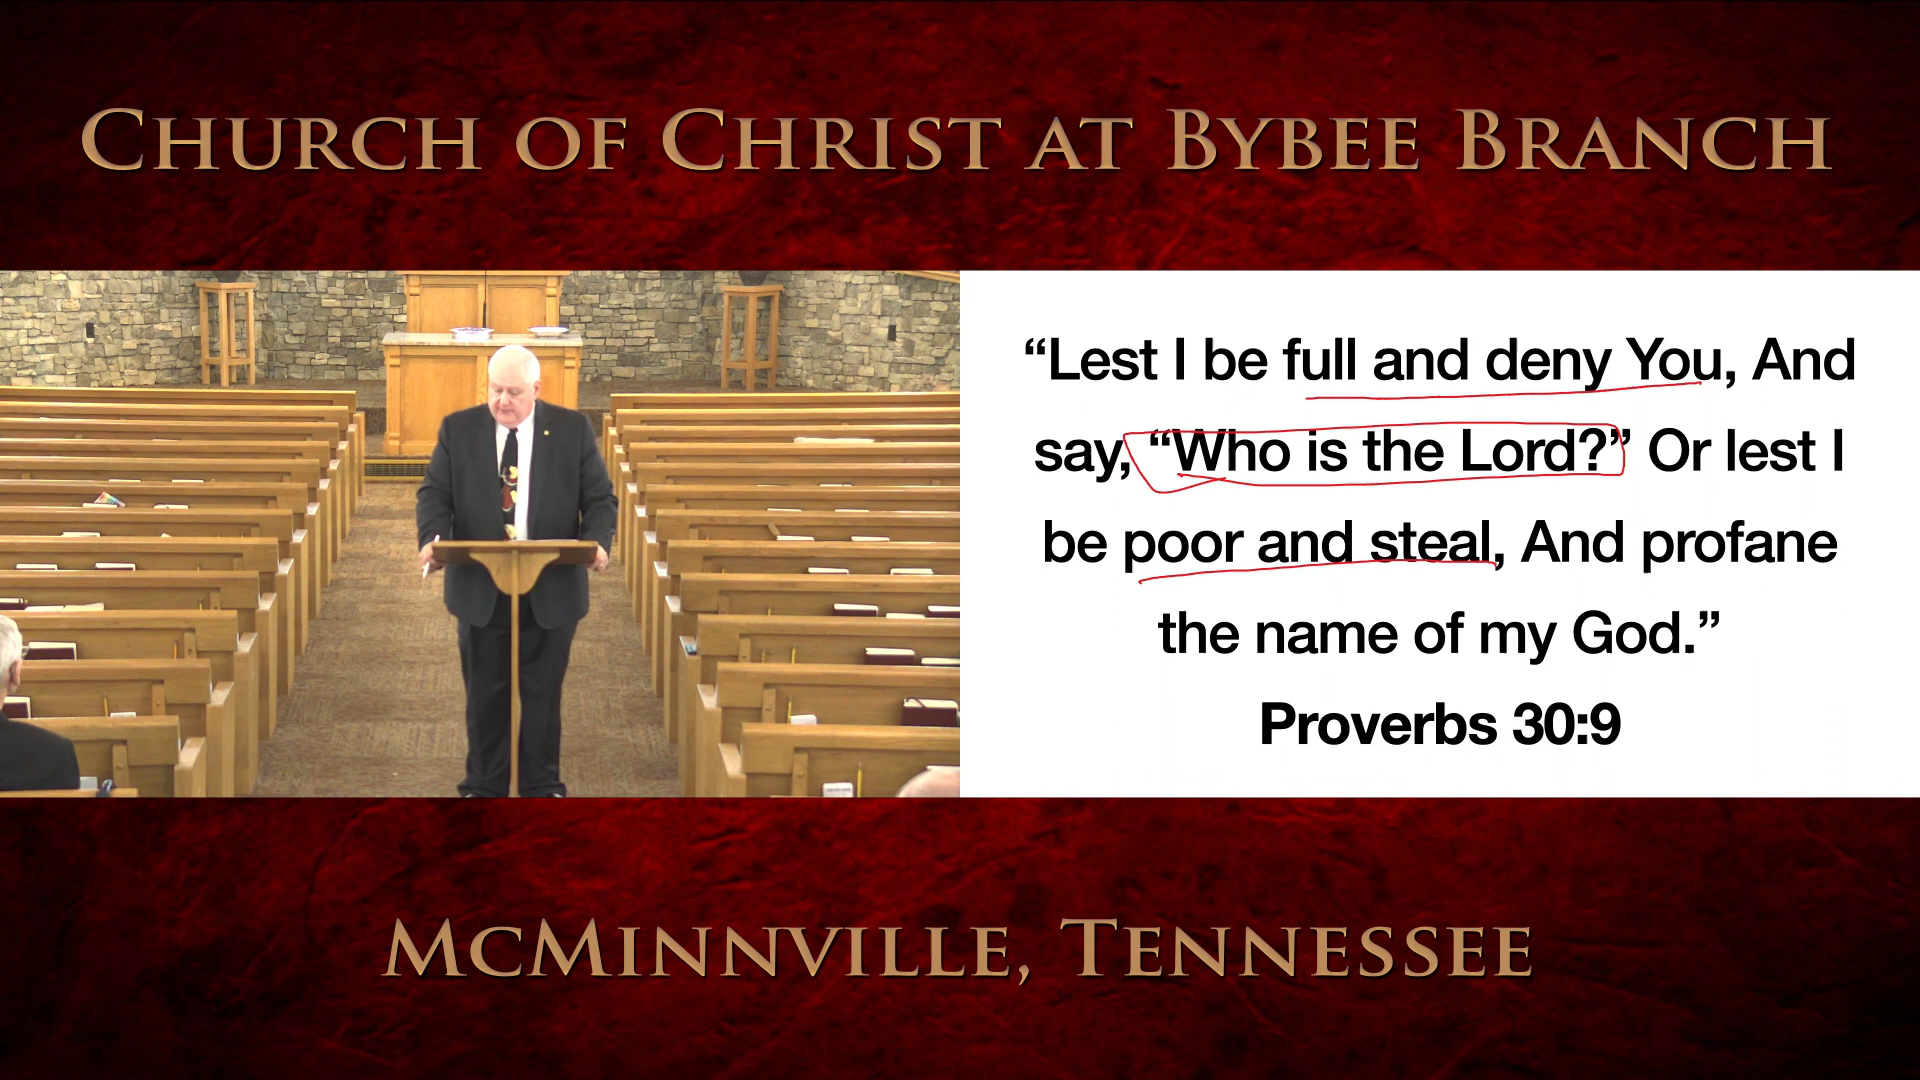 CHURCH OF CHRIST AT BYBEE BRANCH
“Lest I be full and deny You, And
say, “Who is the Lord?” Or lest I
be poor and steal, And profane
the name of my God.”
Proverbs 30:9
MCMINNVILLE, TENNESSEE